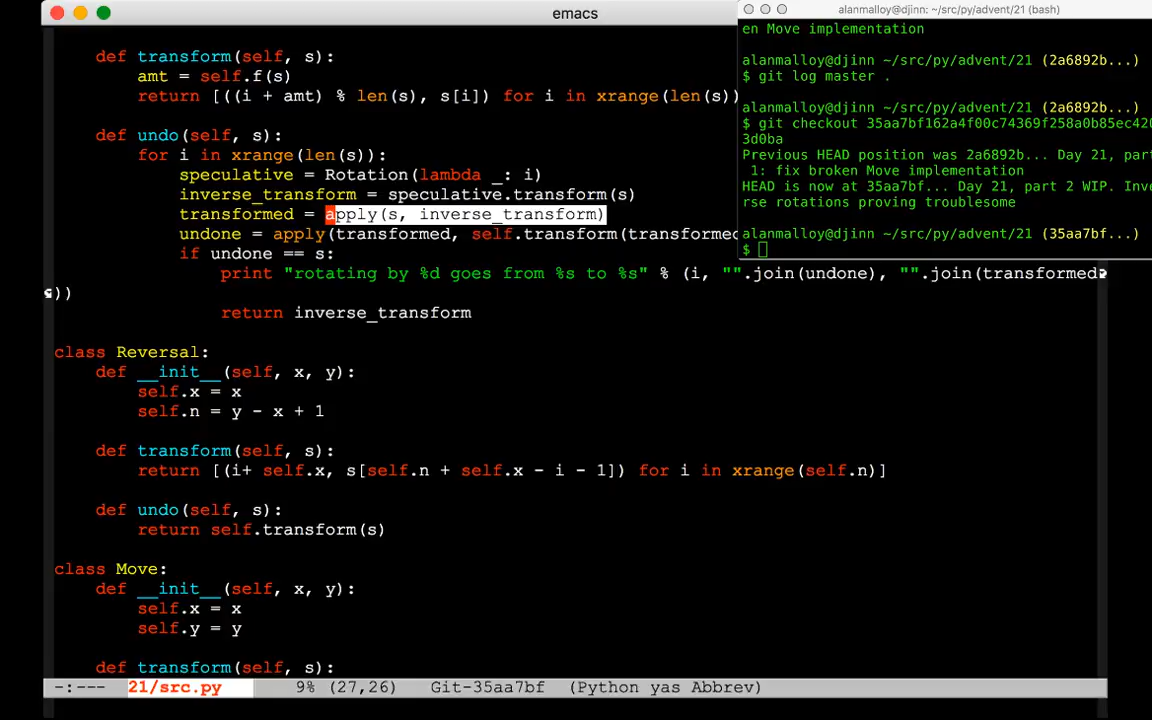 emacs
def transform(self, s):
amt = self.f(s)
return [((i + amt) % len(s), s[i]) for i in xrange(len(s))
def undo(self, s):
for i in xrange(len(s)):
speculative = Rotation(lambda _: i)
inverse_transform = speculative.transform(s)
transformed = apply(s, inverse_transform)
undone = apply(transformed, self.transform(transformed
if undone == s:
print "rotating by %d goes from %s to %s" % (i, "".join(undone), "".join(transformed
))
return inverse_transform
class Reversal:
def __init__(self, x, y):
self.x = x
self.n = y - x + 1
def transform(self, s):
return [(i+ self.x, s[self.n + self.x - i - 1]) for i in xrange(self.n)]
def undo(self, s):
return self.transform(s)
class Move:
def __init__(self, x, y):
self.x = x
self.y = y
def transform(self, s):
-:--- 21/src.py 9% (27,26) Git-35aa7bf (Python yas Abbrev)
alanmalloy@djinn: ~/src/py/advent/21 (bash)
en Move implementation
alanmalloy@djinn ~/src/py/advent/21 (2a6892b...)
$ git log master .
alanmalloy@djinn ~/src/py/advent/21 (2a6892b...)
$ git checkout 35aa7bf162a4f00c74369f258a0b85ec420
3d0ba
Previous HEAD position was 2a6892b... Day 21, part
1: fix broken Move implementation
HEAD is now at 35aa7bf... Day 21, part 2 WIP. Inve
rse rotations proving troublesome
alanmalloy@djinn ~/src/py/advent/21 (35aa7bf...)
$